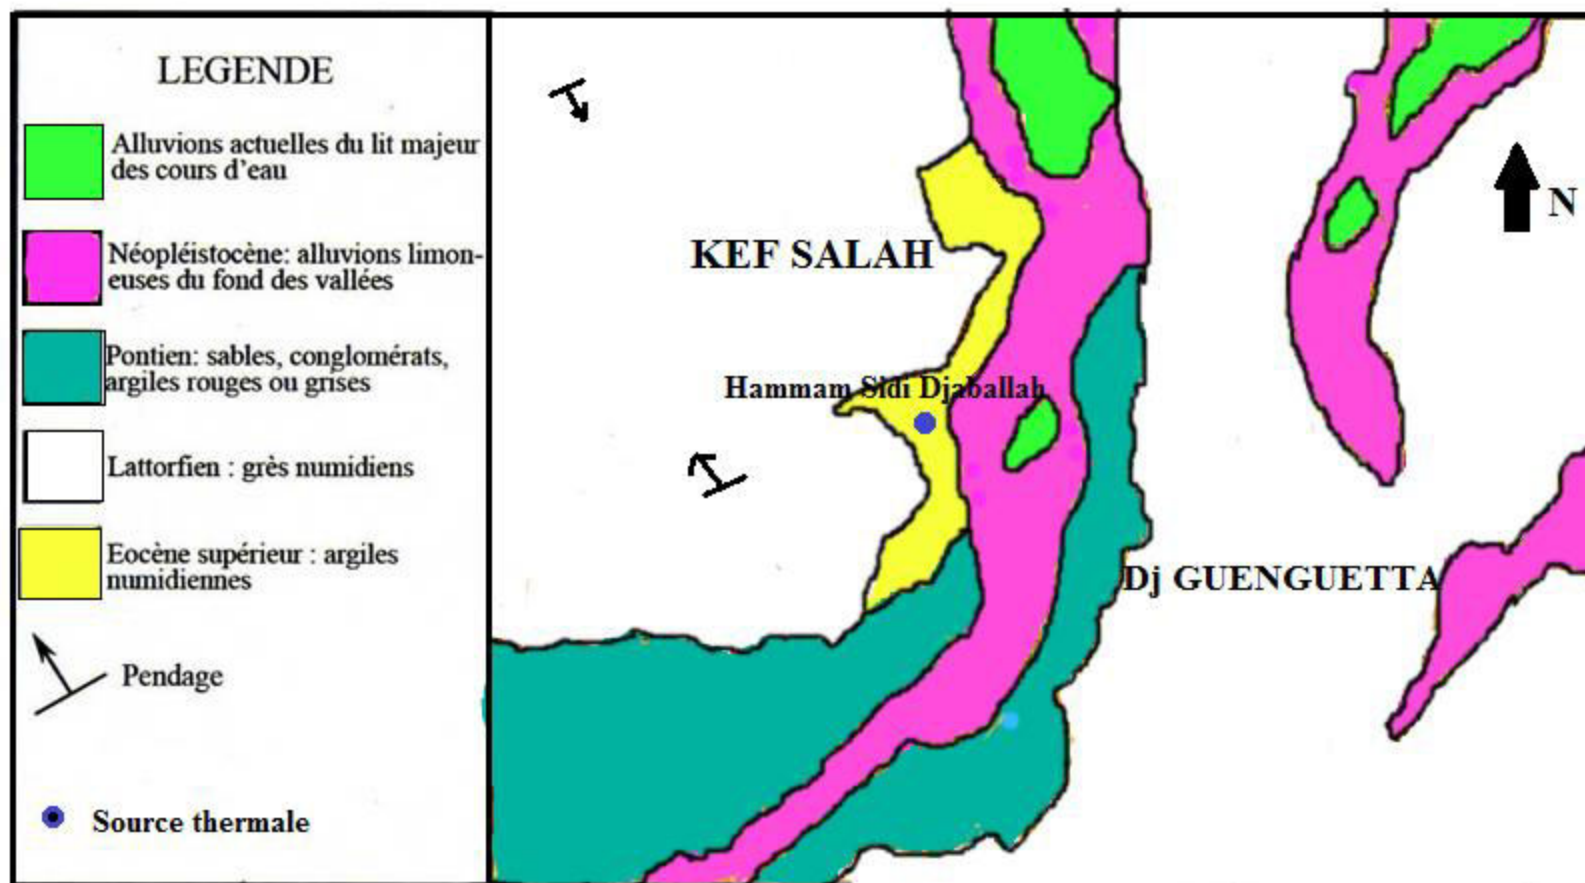 LEGENDE
Alluvions actuelles du lit majeur
des cours d'eau
Néopléistocène: alluvions limon-
euses du fond des vallées
Pontien: sables, conglomérats,
argiles rouges ou grises
Lattorfien : grès numidiens
Eocène supérieur : argiles
numidiennes
Pendage
Source thermale
N
KEF SALAH
Hammam Sidi Djaballah
Dj GUENGUETTA